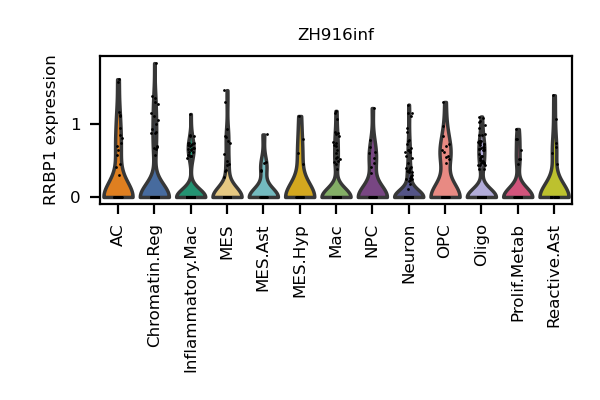 ZH916inf
RRBP1 expression
1
0
AC
Chromatin.Reg
Inflammatory.Mac
MES
MES.Ast
MES.Hyp
Mac
NPC
Neuron
OPC
Oligo
Prolif.Metab
Reactive.Ast